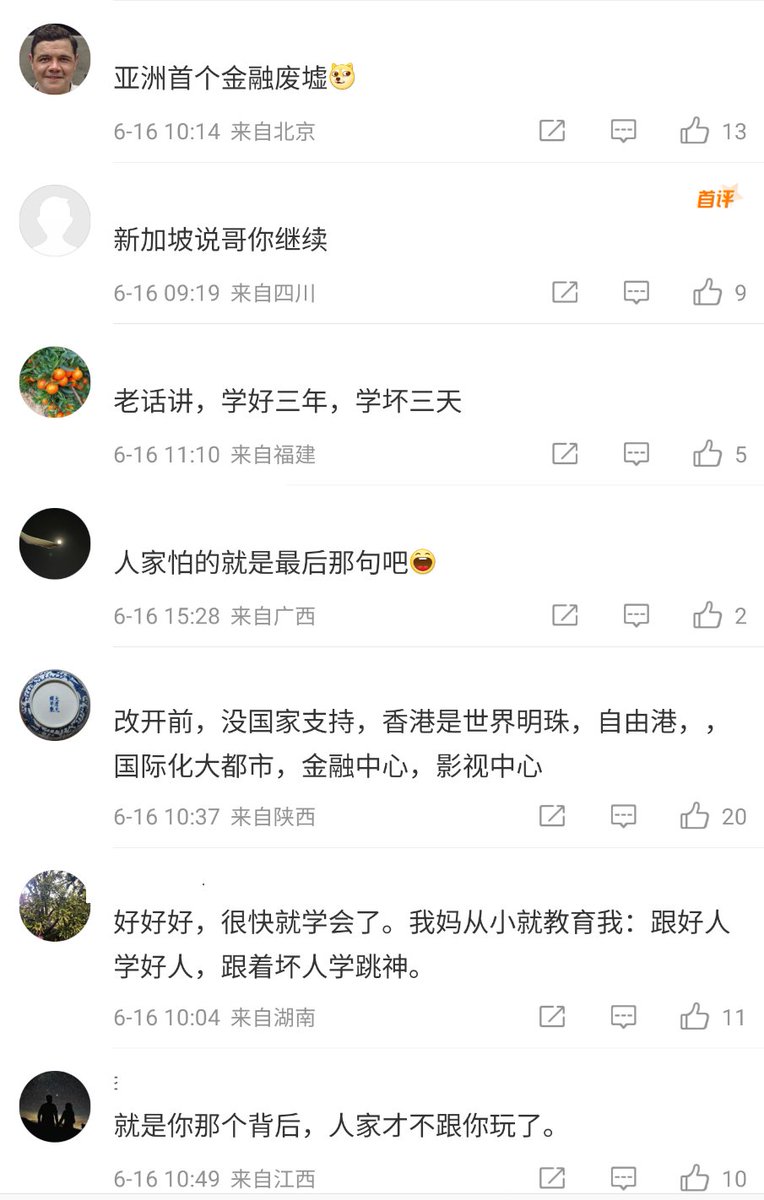 亚洲首个金融废墟
6-16 10:14 来自北京
13
首评
新加坡说哥你继续
6-16 09:19 来自四川
9
老话讲，学好三年，学坏三天
6-16 11:10 来自福建
5
人家怕的就是最后那句吧
6-16 15:28 来自广西
2
改开前，没国家支持，香港是世界明珠，自由港，，
国际化大都市，金融中心，影视中心
6-16 10:37 来自陕西
20
好好好，很快就学会了。我妈从小就教育我：跟好人
学好人，跟着坏人学跳神。
6-16 10:04 来自湖南
11
就是你那个背后，人家才不跟你玩了。
6-16 10:49 来自江西
10